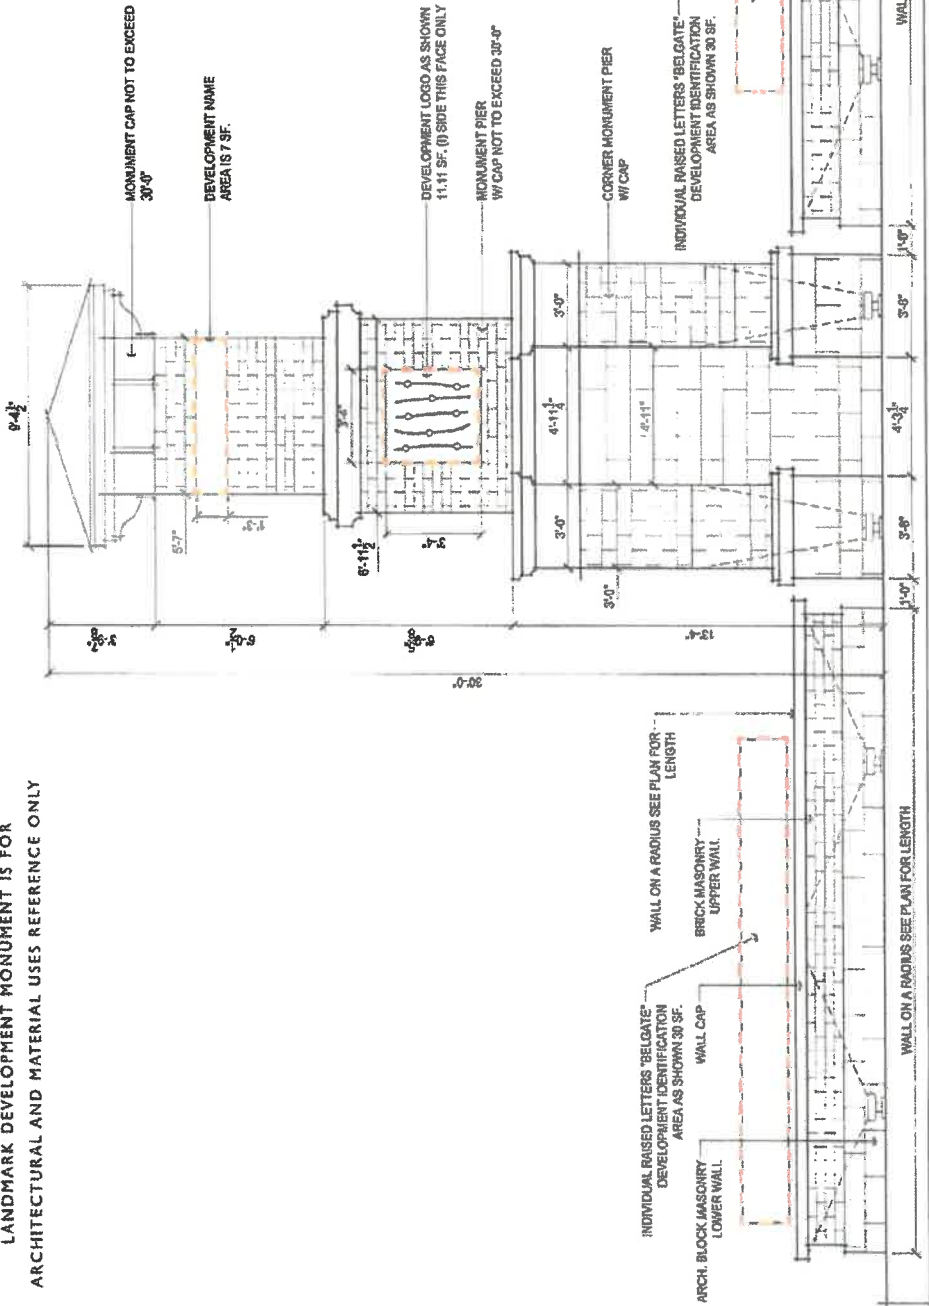 LANDMARK DEVELOPMENT MONUMENT IS FOR
ARCHITECTURAL AND MATERIAL USES REFERENCE ONLY
9'-4½"
MONUMENT CAP NOT TO EXCEED
30'-0"
DEVELOPMENT NAME
AREA IS 7 SF.
5'-7"
DEVELOPMENT LOGO AS SHOWN
11.11 SF. (1) SIDE THIS FACE ONLY
MONUMENT PIER
W/ CAP NOT TO EXCEED 30'-0"
6'-11½"
CORNER MONUMENT PIER
W/ CAP
3'-0"
4'-11¼"
3'-0"
4'-11"
3'-0"
INDIVIDUAL RAISED LETTERS "BELGATE"
DEVELOPMENT IDENTIFICATION
AREA AS SHOWN 30 SF.
30'-0"
WALL ON A RADIUS SEE PLAN FOR
LENGTH
BRICK MASONRY
UPPER WALL
INDIVIDUAL RAISED LETTERS "BELGATE"
DEVELOPMENT IDENTIFICATION
AREA AS SHOWN 30 SF.
WALL CAP
ARCH. BLOCK MASONRY
LOWER WALL
1'-0"
3'-8"
4'-3¼"
3'-8"
1'-0"
WALL ON A RADIUS SEE PLAN FOR LENGTH
WAL